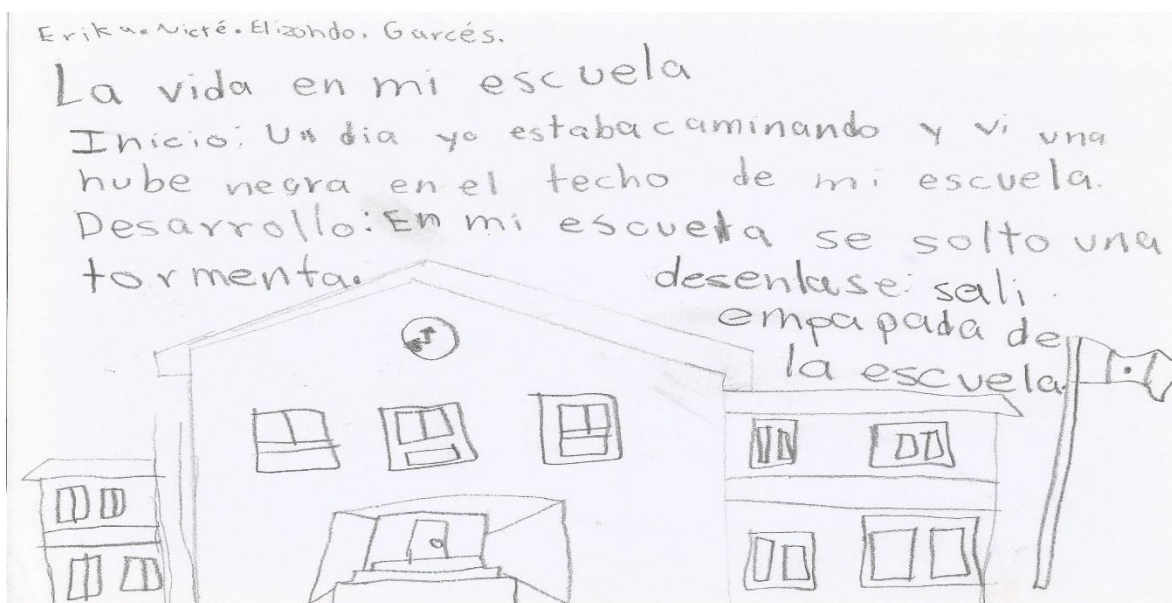 Erika. Nicté. Elizondo. Garcés.
La vida en mi escuela
Inicio: Un dia yo estaba caminando y vi una
nube negra en el techo de mi escuela.
Desarrollo: En mi escuela se solto una
tormenta.
desenlase: sali
empapada de
la escuela.